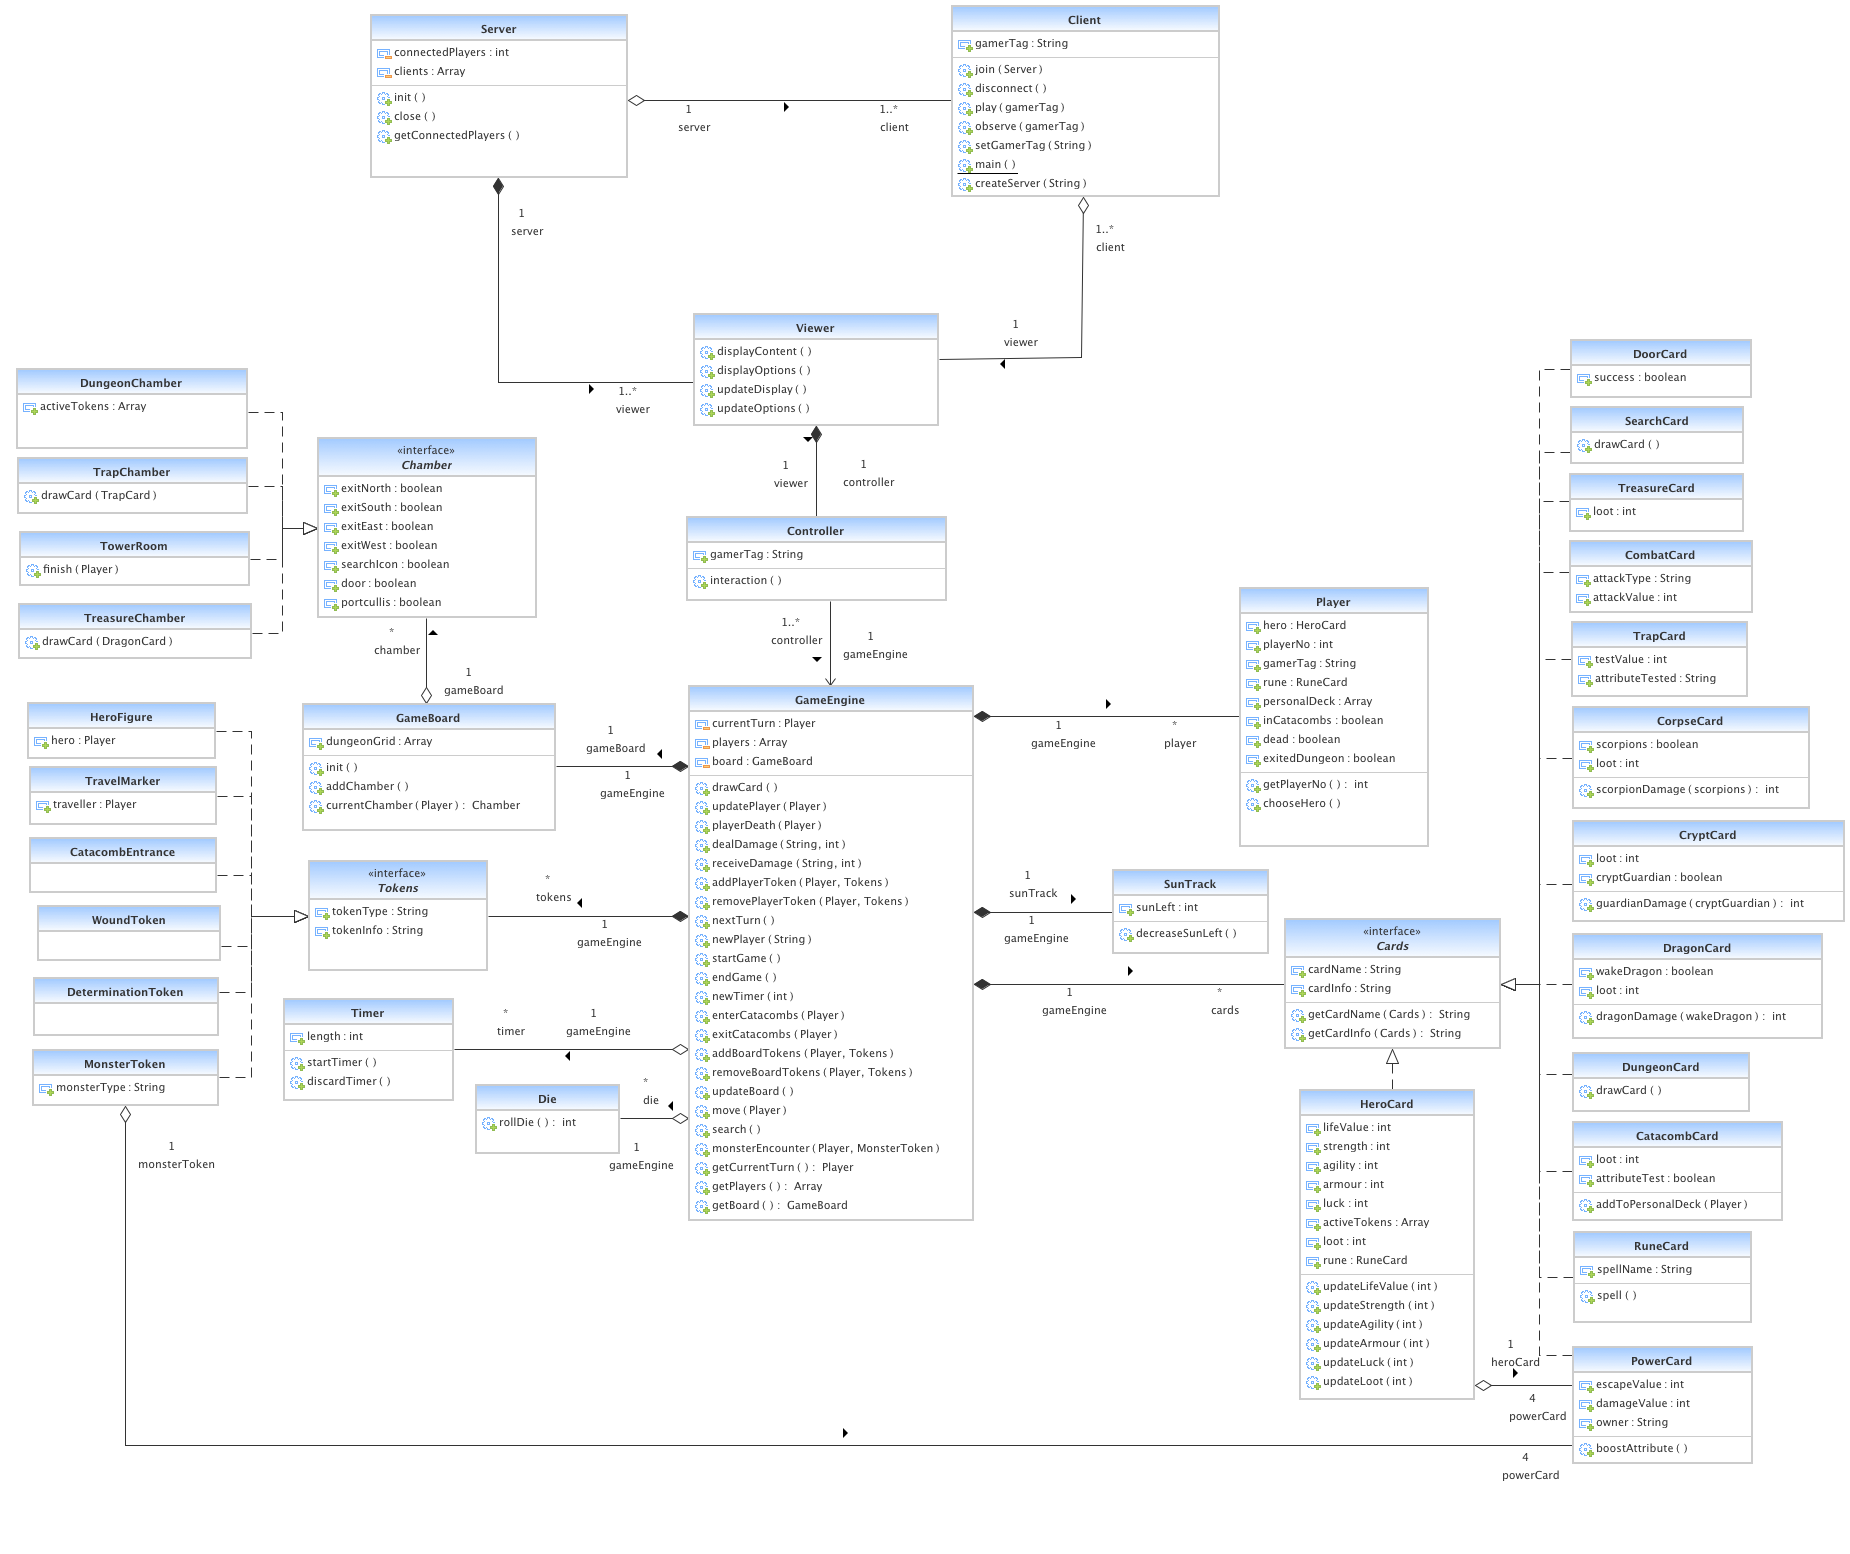 Server
connectedPlayers : int
clients : Array
init ( )
close ( )
getConnectedPlayers ( )
Client
gamerTag : String
join ( Server )
disconnect ( )
play ( gamerTag )
observe ( gamerTag )
setGamerTag ( String )
main ( )
createServer ( String )
1
server
1..*
client
1
server
1..*
client
1
viewer
1..*
viewer
Viewer
displayContent ( )
displayOptions ( )
updateDisplay ( )
updateOptions ( )
1
viewer
1
controller
Controller
gamerTag : String
interaction ( )
1..*
controller
1
gameEngine
DungeonChamber
activeTokens : Array
TrapChamber
drawCard ( TrapCard )
TowerRoom
finish ( Player )
TreasureChamber
drawCard ( DragonCard )
«interface»
Chamber
exitNorth : boolean
exitSouth : boolean
exitEast : boolean
exitWest : boolean
searchIcon : boolean
door : boolean
portcullis : boolean
*
chamber
1
gameBoard
GameBoard
dungeonGrid : Array
init ( )
addChamber ( )
currentChamber ( Player ) : Chamber
1
gameBoard
1
gameEngine
HeroFigure
hero : Player
TravelMarker
traveller : Player
CatacombEntrance
WoundToken
DeterminationToken
MonsterToken
monsterType : String
1
monsterToken
«interface»
Tokens
tokenType : String
tokenInfo : String
*
tokens
1
gameEngine
Timer
length : int
startTimer ( )
discardTimer ( )
*
timer
1
gameEngine
Die
rollDie ( ) : int
*
die
1
gameEngine
GameEngine
currentTurn : Player
players : Array
board : GameBoard
drawCard ( )
updatePlayer ( Player )
playerDeath ( Player )
dealDamage ( String, int )
receiveDamage ( String, int )
addPlayerToken ( Player, Tokens )
removePlayerToken ( Player, Tokens )
nextTurn ( )
newPlayer ( String )
startGame ( )
endGame ( )
newTimer ( int )
enterCatacombs ( Player )
exitCatacombs ( Player )
addBoardTokens ( Player, Tokens )
removeBoardTokens ( Player, Tokens )
updateBoard ( )
move ( Player )
search ( )
monsterEncounter ( Player, MonsterToken )
getCurrentTurn ( ) : Player
getPlayers ( ) : Array
getBoard ( ) : GameBoard
1
gameEngine
*
player
Player
hero : HeroCard
playerNo : int
gamerTag : String
rune : RuneCard
personalDeck : Array
inCatacombs : boolean
dead : boolean
exitedDungeon : boolean
getPlayerNo ( ) : int
chooseHero ( )
1
sunTrack
1
gameEngine
SunTrack
sunLeft : int
decreaseSunLeft ( )
1
gameEngine
*
cards
«interface»
Cards
cardName : String
cardInfo : String
getCardName ( Cards ) : String
getCardInfo ( Cards ) : String
HeroCard
lifeValue : int
strength : int
agility : int
armour : int
luck : int
activeTokens : Array
loot : int
rune : RuneCard
updateLifeValue ( int )
updateStrength ( int )
updateAgility ( int )
updateArmour ( int )
updateLuck ( int )
updateLoot ( int )
1
heroCard
4
powerCard
4
powerCard
DoorCard
success : boolean
SearchCard
drawCard ( )
TreasureCard
loot : int
CombatCard
attackType : String
attackValue : int
TrapCard
testValue : int
attributeTested : String
CorpseCard
scorpions : boolean
loot : int
scorpionDamage ( scorpions ) : int
CryptCard
loot : int
cryptGuardian : boolean
guardianDamage ( cryptGuardian ) : int
DragonCard
wakeDragon : boolean
loot : int
dragonDamage ( wakeDragon ) : int
DungeonCard
drawCard ( )
CatacombCard
loot : int
attributeTest : boolean
addToPersonalDeck ( Player )
RuneCard
spellName : String
spell ( )
PowerCard
escapeValue : int
damageValue : int
owner : String
boostAttribute ( )